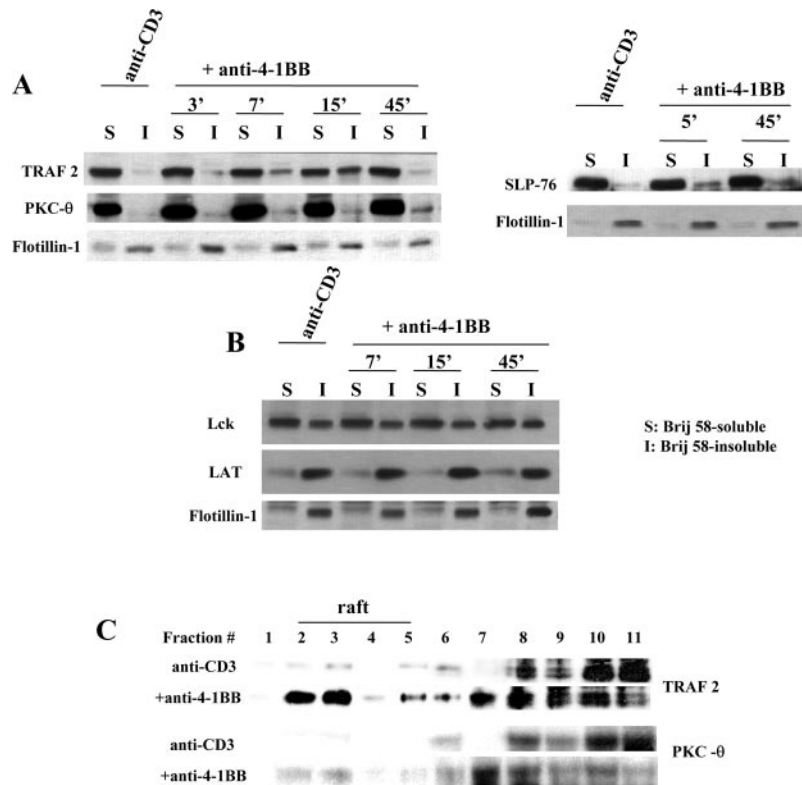 A
anti-CD3
+ anti-4-1BB
3’ 7’ 15’ 45’
S I S I S I S I S I
TRAF 2
PKC-θ
Flotillin-1
anti-CD3
+ anti-4-1BB
5’ 45’
S I S I S I
SLP-76
Flotillin-1
B
anti-CD3
+ anti-4-1BB
7’ 15’ 45’
S I S I S I S I
Lck
LAT
Flotillin-1
S: Brij 58-soluble
I: Brij 58-insoluble
C
raft
Fraction # 1 2 3 4 5 6 7 8 9 10 11
anti-CD3
+anti-4-1BB
TRAF 2
anti-CD3
+anti-4-1BB
PKC -θ